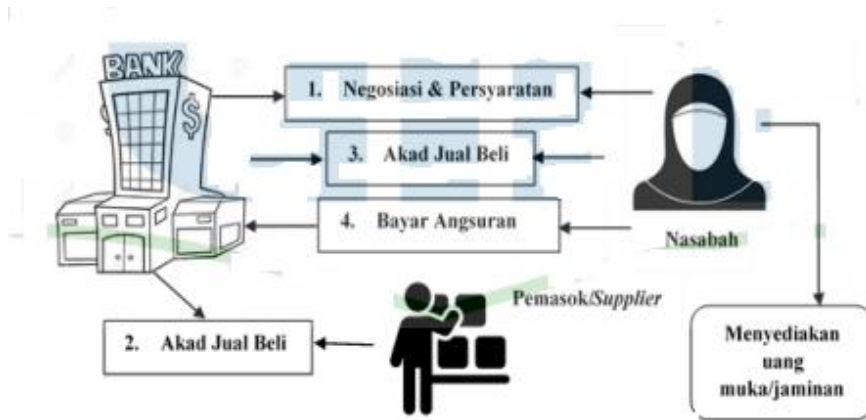 BANK
$
$
1. Negosiasi & Persyaratan
3. Akad Jual Beli
4. Bayar Angsuran
Nasabah
Pemasok/Supplier
2. Akad Jual Beli
Menyediakan
uang
muka/jaminan